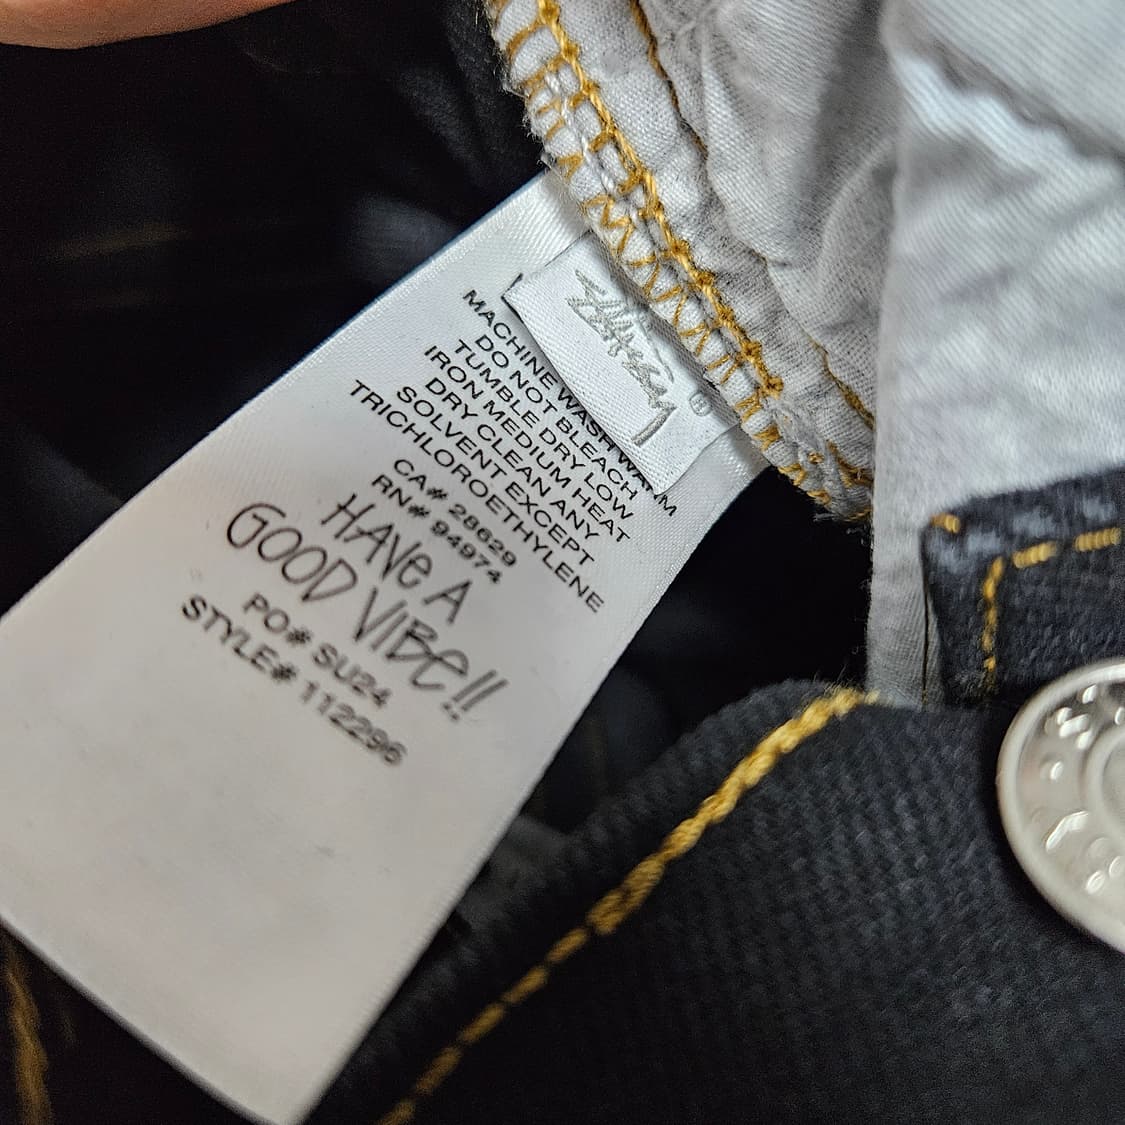 Stüssy ®
MACHINE WASH WARM
DO NOT BLEACH
TUMBLE DRY LOW
IRON MEDIUM HEAT
DRY CLEAN ANY
SOLVENT EXCEPT
TRICHLOROETHYLENE
CA# 28629
RN# 94974
HAVe A
GOOD VIBe!!
PO# SU24
STYLE# 112296